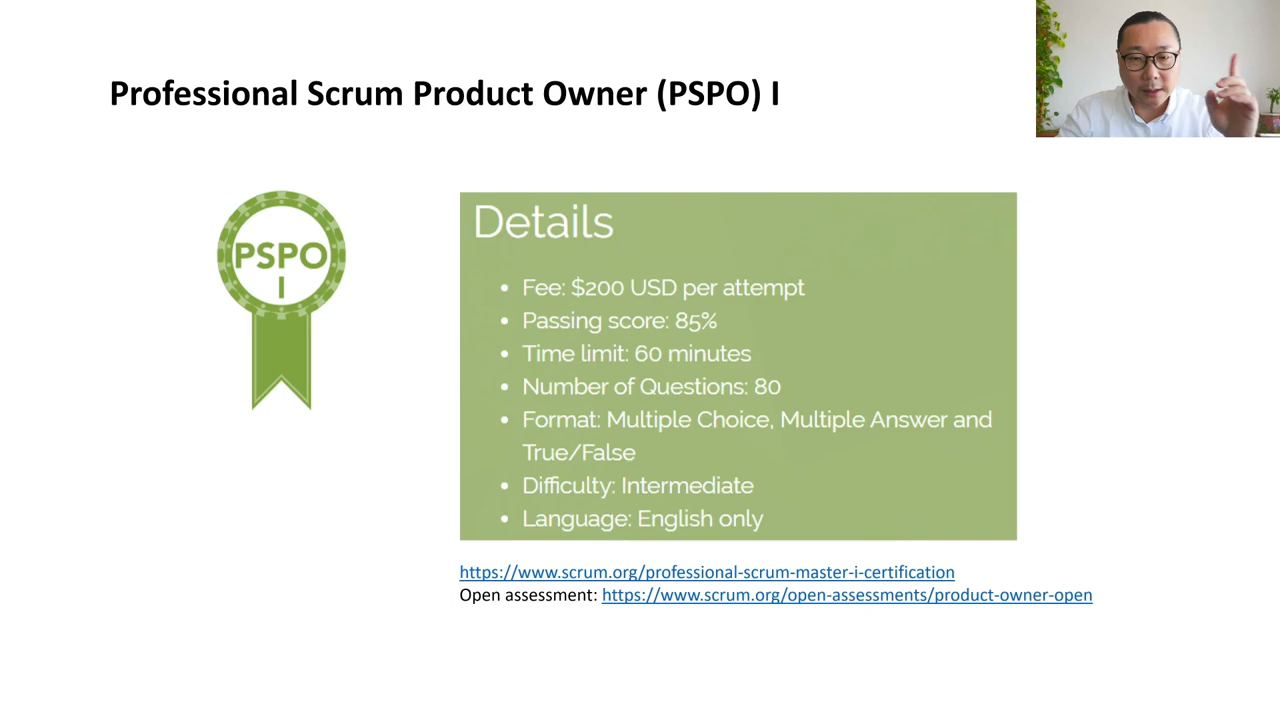 Professional Scrum Product Owner (PSPO) I
PSPO
I
Details
• Fee: $200 USD per attempt
• Passing score: 85%
• Time limit: 60 minutes
• Number of Questions: 80
• Format: Multiple Choice, Multiple Answer and
True/False
• Difficulty: Intermediate
• Language: English only
https://www.scrum.org/professional-scrum-master-i-certification
Open assessment: https://www.scrum.org/open-assessments/product-owner-open